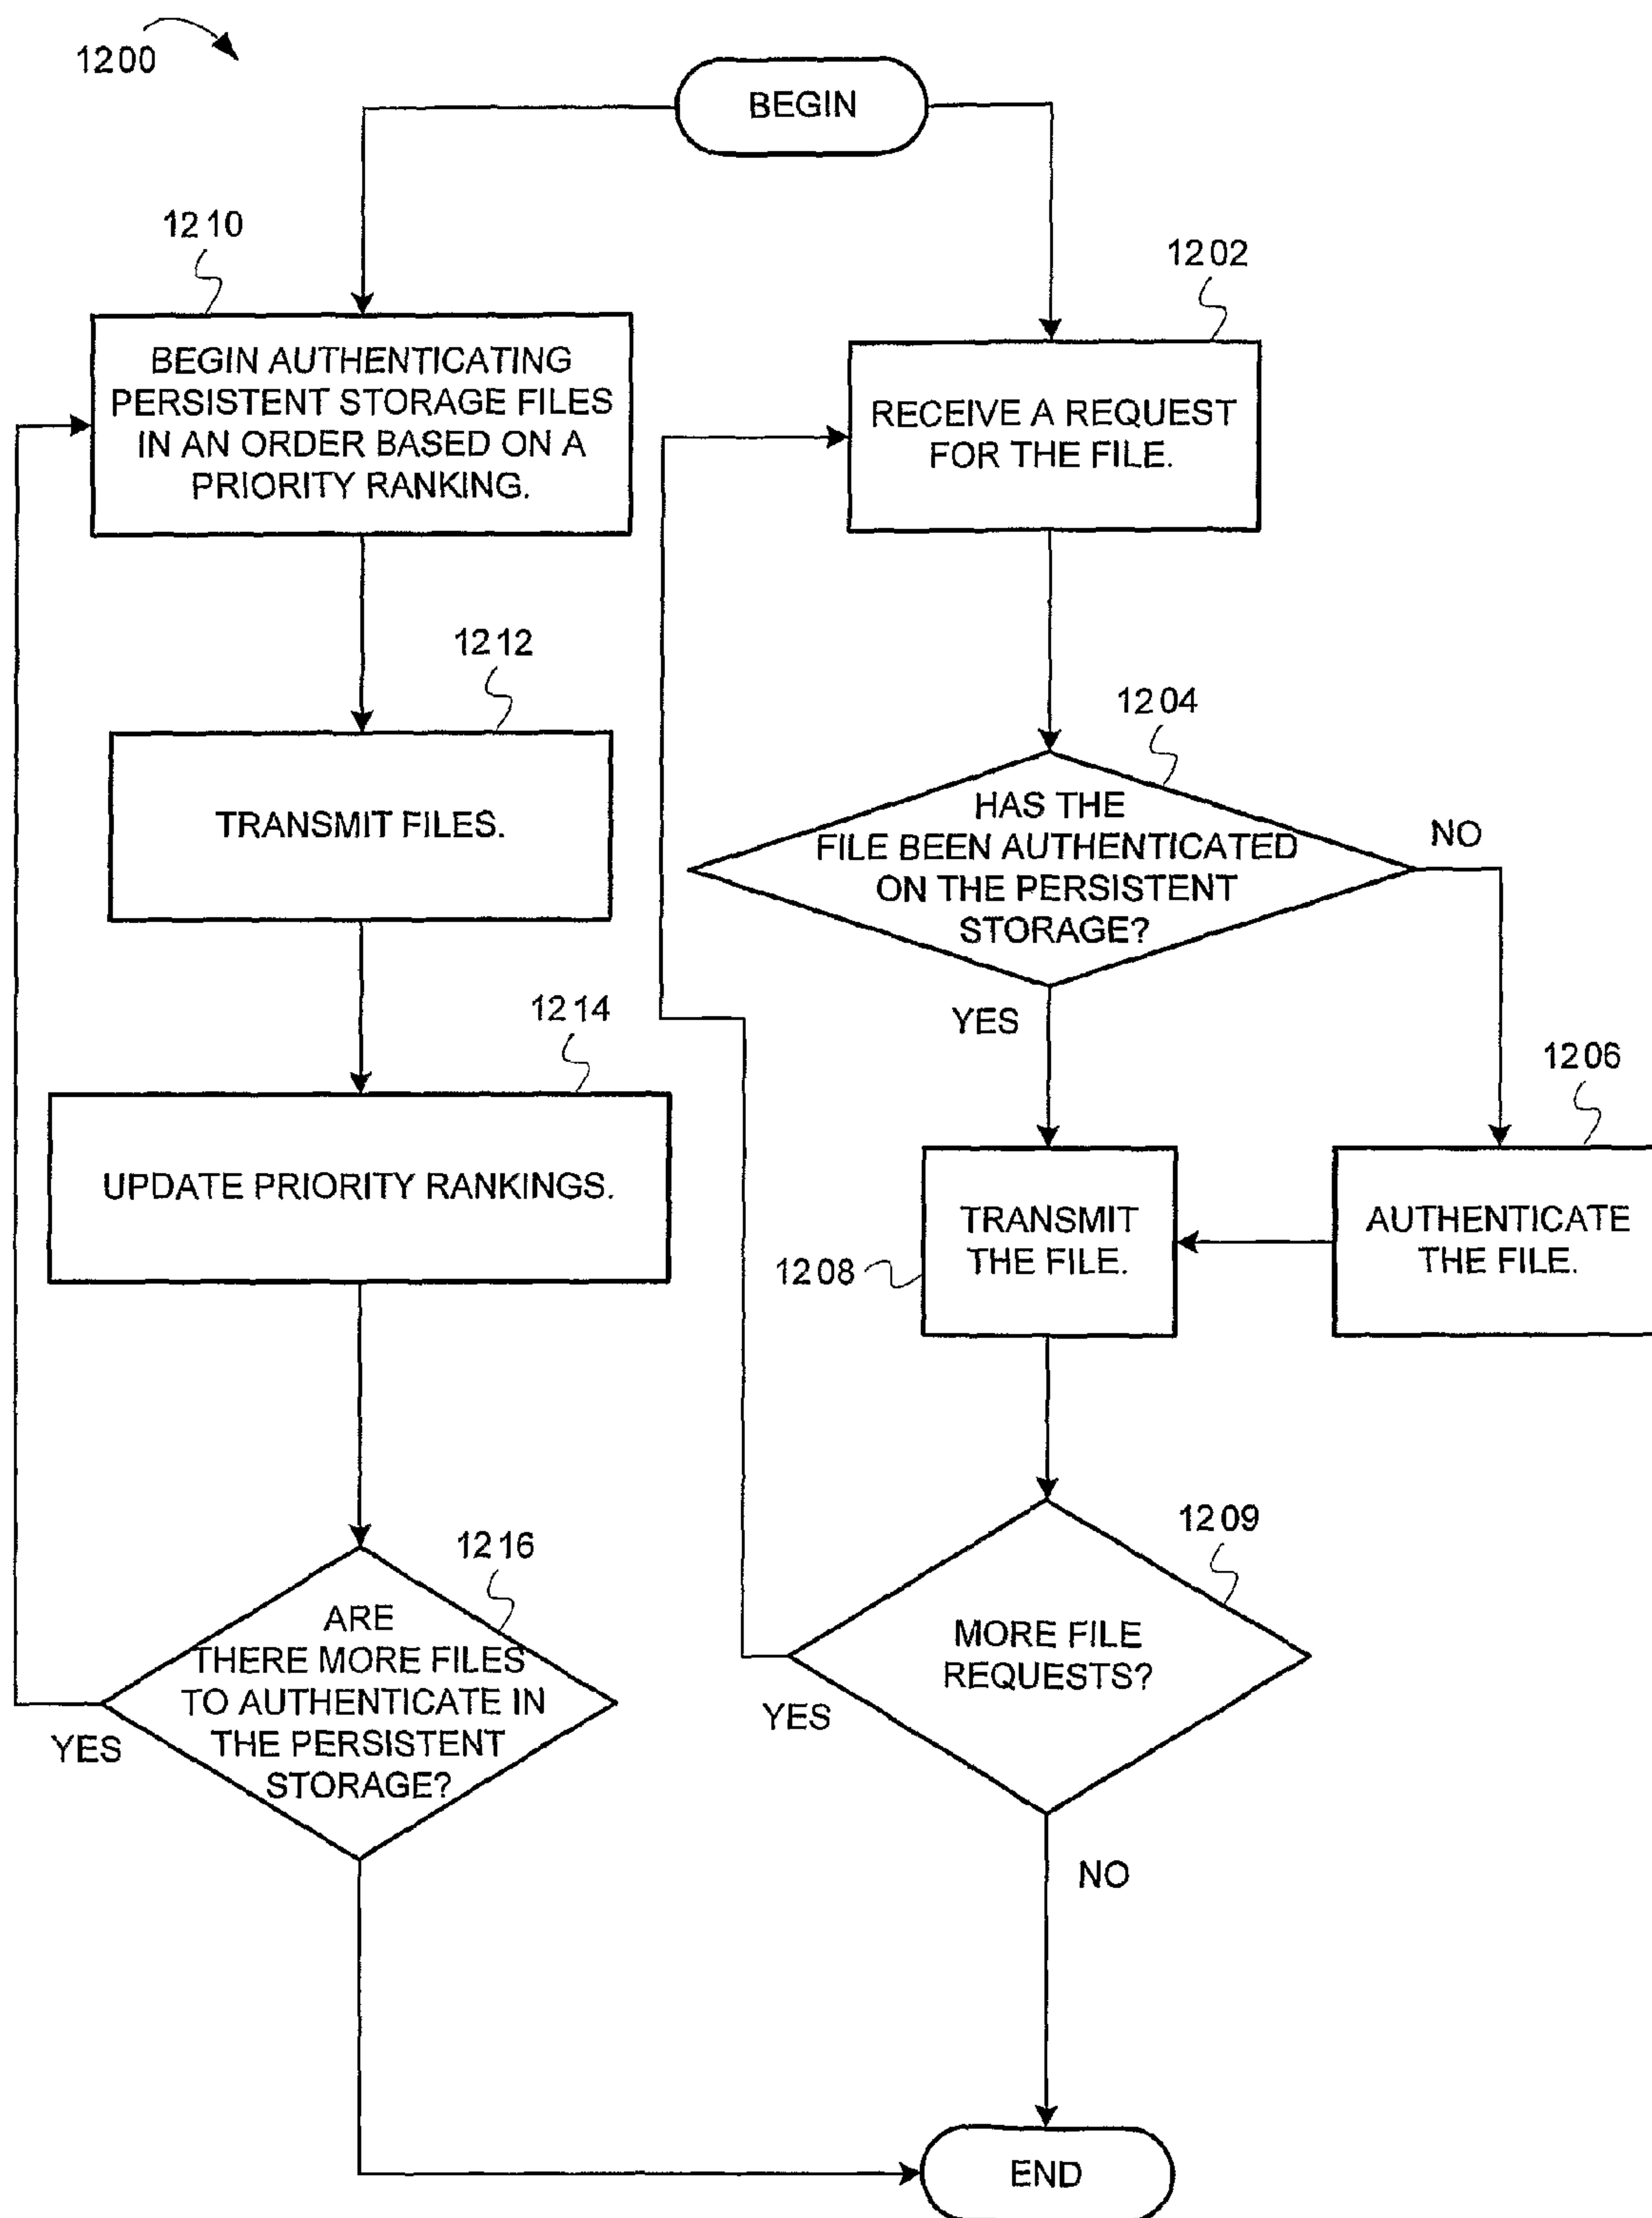 1200
BEGIN
1210
BEGIN AUTHENTICATING
PERSISTENT STORAGE FILES
IN AN ORDER BASED ON A
PRIORITY RANKING.
1202
RECEIVE A REQUEST
FOR THE FILE.
1212
TRANSMIT FILES.
1204
HAS THE
FILE BEEN AUTHENTICATED
ON THE PERSISTENT
STORAGE?
NO
YES
1214
UPDATE PRIORITY RANKINGS.
1206
AUTHENTICATE
THE FILE.
1208
TRANSMIT
THE FILE.
1216
ARE
THERE MORE FILES
TO AUTHENTICATE IN
THE PERSISTENT
STORAGE?
YES
1209
MORE FILE
REQUESTS?
YES
NO
END